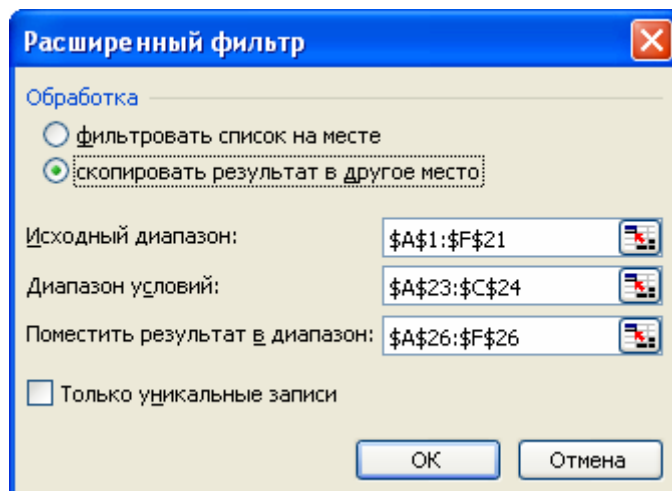 Расширенный фильтр
Обработка
фильтровать список на месте
скопировать результат в другое место
Исходный диапазон: $A$1:$F$21
Диапазон условий: $A$23:$C$24
Поместить результат в диапазон: $A$26:$F$26
Только уникальные записи
ОК Отмена